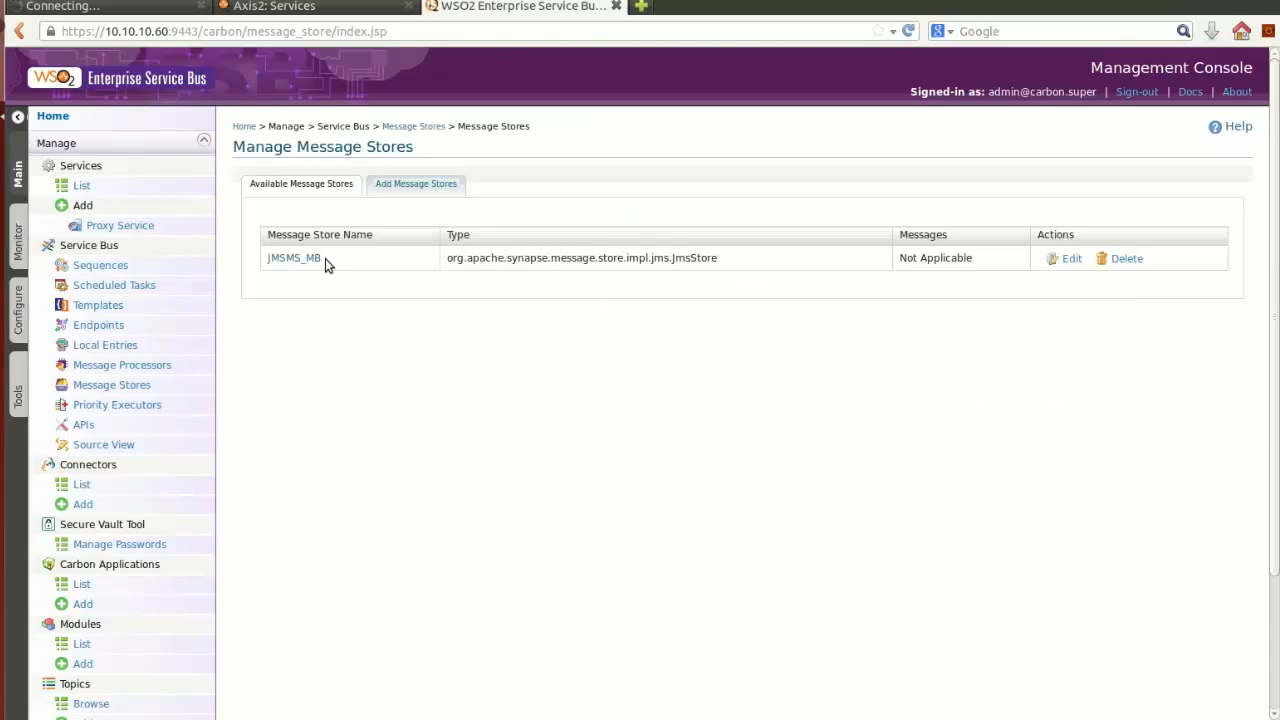 Connecting...
Axis2: Services
WSO2 Enterprise Service Bu...
https://10.10.10.60:9443/carbon/message_store/index.jsp
Google
WSO2 Enterprise Service Bus
Management Console
Signed-in as: admin@carbon.super | Sign-out | Docs | About
Home
Manage
Main
Monitor
Configure
Tools
Services
List
Add
Proxy Service
Service Bus
Sequences
Scheduled Tasks
Templates
Endpoints
Local Entries
Message Processors
Message Stores
Priority Executors
APIs
Source View
Connectors
List
Add
Secure Vault Tool
Manage Passwords
Carbon Applications
List
Add
Modules
List
Add
Topics
Browse
Home > Manage > Service Bus > Message Stores > Message Stores
Help
Manage Message Stores
Available Message Stores
Add Message Stores
Message Store Name Type Messages Actions
JMSMS_MB org.apache.synapse.message.store.impl.jms.JmsStore Not Applicable Edit Delete